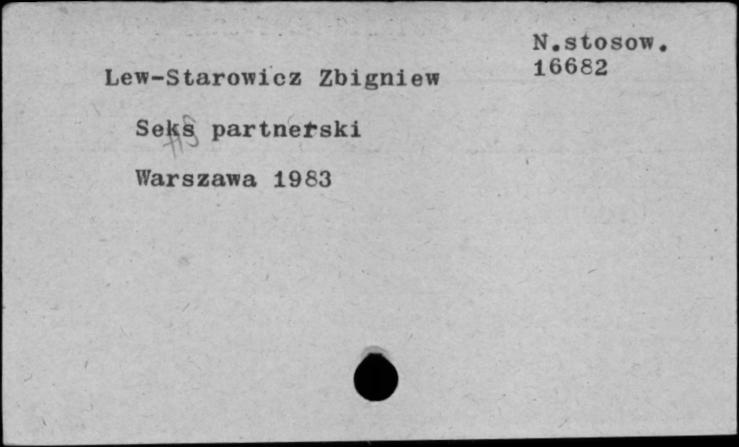 N.stosow.
16682
Lew-Starowicz Zbigniew
Seks partnerski
Warszawa 1983